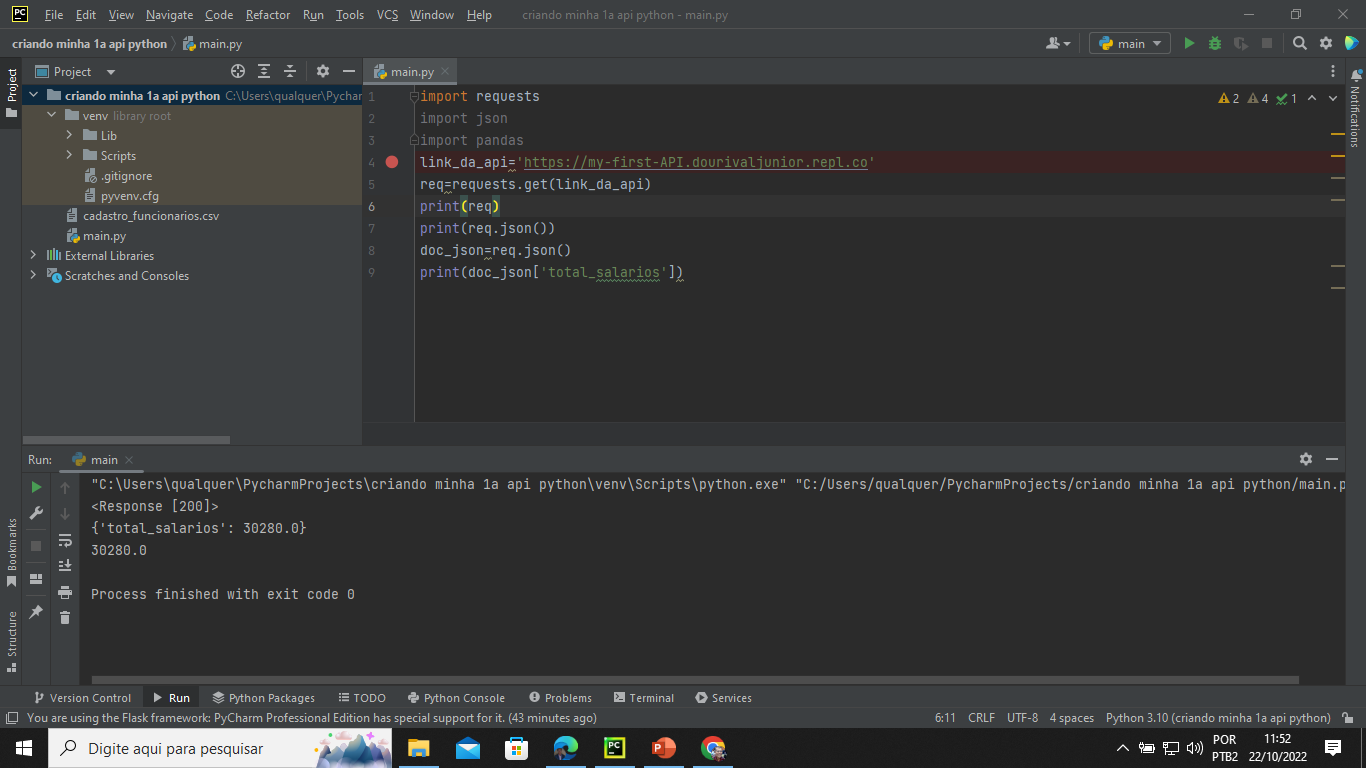 PC File Edit View Navigate Code Refactor Run Tools VCS Window Help criando minha 1a api python - main.py
criando minha 1a api python main.py main
Project main.py
Project
criando minha 1a api python C:\Users\qualquer\Pychar
venv library root
Lib
Scripts
.gitignore
pyvenv.cfg
cadastro_funcionarios.csv
main.py
External Libraries
Scratches and Consoles
1 import requests
2 import json
3 import pandas
4 link_da_api='https://my-first-API.dourivaljunior.repl.co'
5 req=requests.get(link_da_api)
6 print(req)
7 print(req.json())
8 doc_json=req.json()
9 print(doc_json['total_salarios'])
2 4 1
Notifications
Run: main
"C:\Users\qualquer\PycharmProjects\criando minha 1a api python\venv\Scripts\python.exe" "C:/Users/qualquer/PycharmProjects/criando minha 1a api python/main.p
<Response [200]>
{'total_salarios': 30280.0}
30280.0
Process finished with exit code 0
Bookmarks
Structure
Version Control Run Python Packages TODO Python Console Problems Terminal Services
You are using the Flask framework: PyCharm Professional Edition has special support for it. (43 minutes ago) 6:11 CRLF UTF-8 4 spaces Python 3.10 (criando minha 1a api python)
Digite aqui para pesquisar PC P POR 11:52
PTB2 22/10/2022